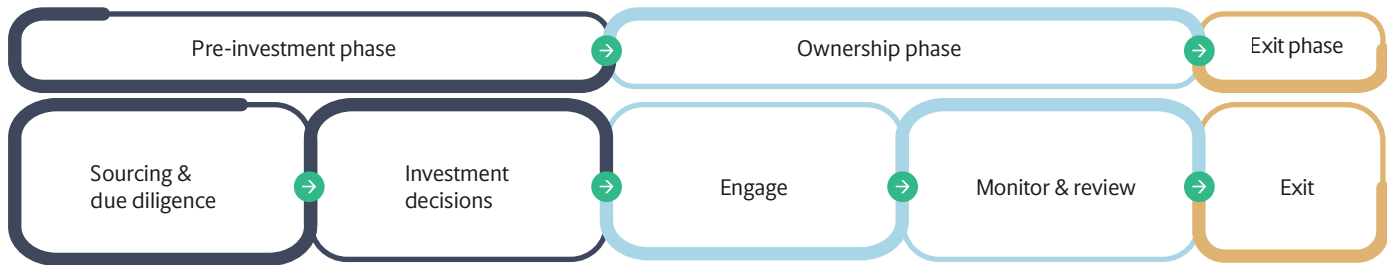 Pre-investment phase
Ownership phase
Exit phase
Sourcing &
due diligence
Investment
decisions
Engage
Monitor & review
Exit